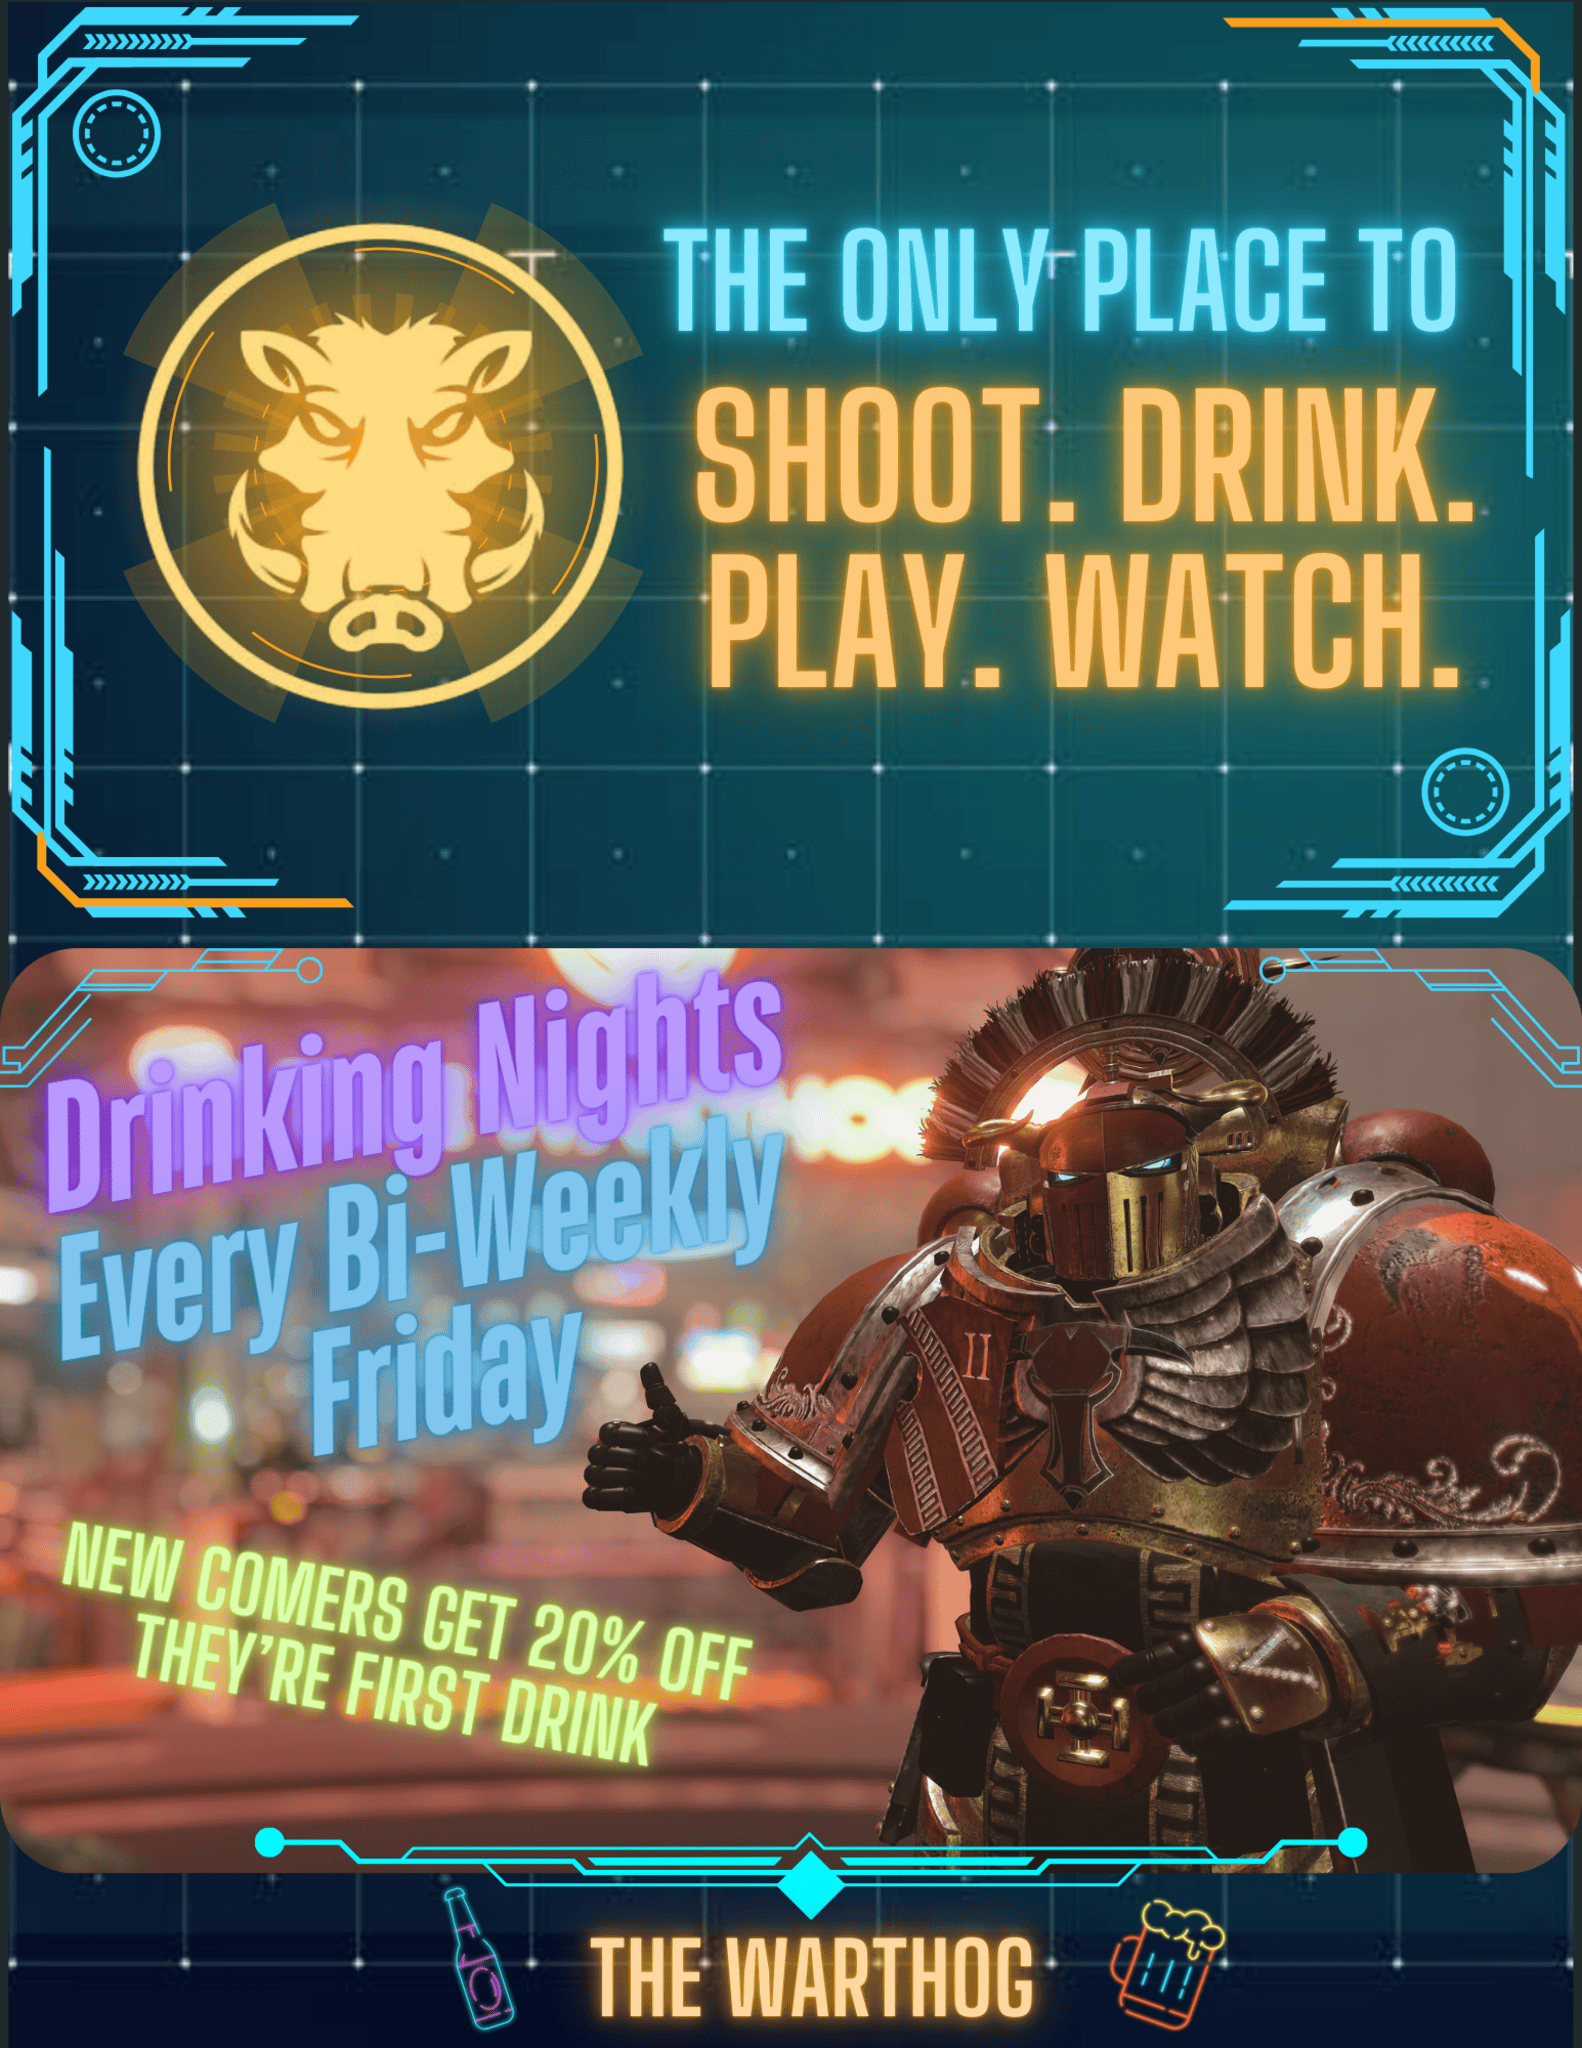 THE ONLY PLACE TO
SHOOT. DRINK.
PLAY. WATCH.
Drinking Nights
Every Bi-Weekly
Friday
II
NEW COMERS GET 20% OFF
THEY'RE FIRST DRINK
THE WARTHOG